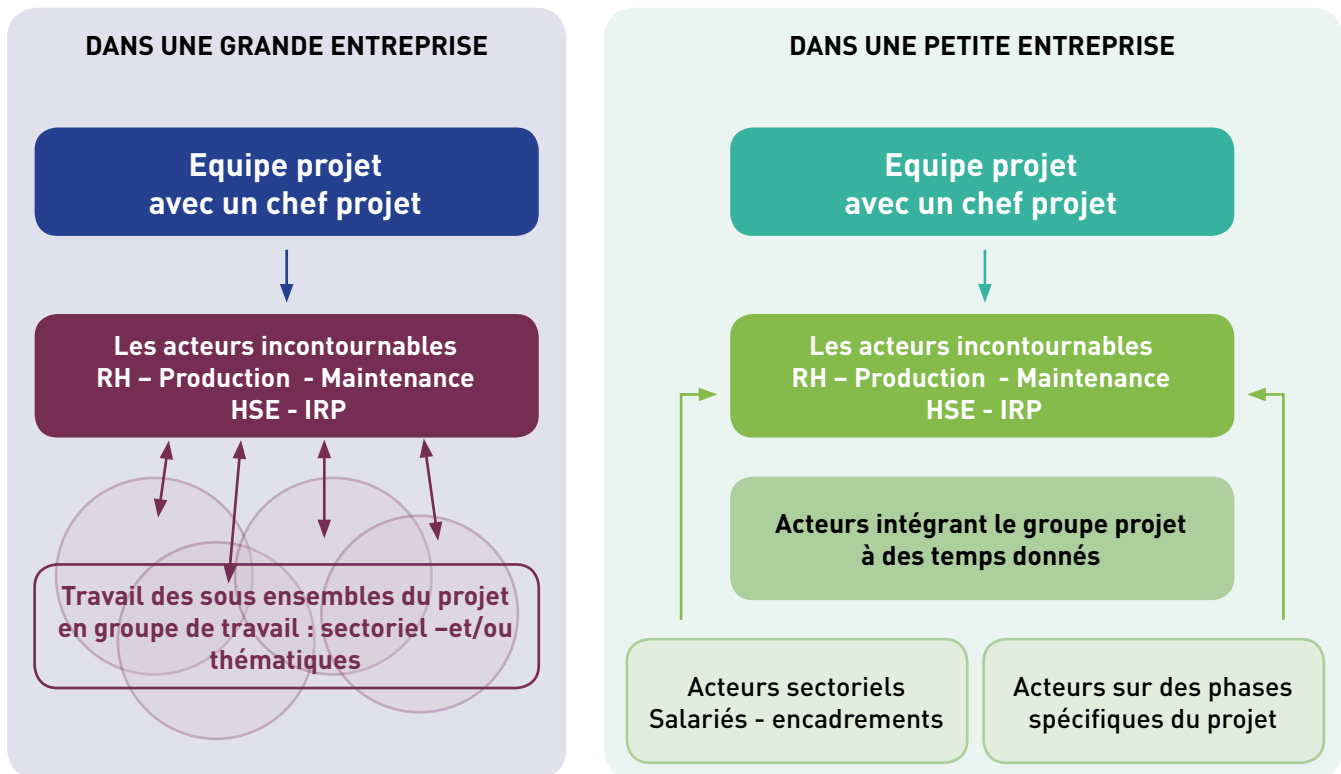 DANS UNE GRANDE ENTREPRISE
Equipe projet
avec un chef projet
Les acteurs incontournables
RH – Production - Maintenance
HSE - IRP
Travail des sous ensembles du projet
en groupe de travail : sectoriel –et/ou
thématiques
DANS UNE PETITE ENTREPRISE
Equipe projet
avec un chef projet
Les acteurs incontournables
RH – Production - Maintenance
HSE - IRP
Acteurs intégrant le groupe projet
à des temps donnés
Acteurs sectoriels
Salariés - encadrements
Acteurs sur des phases
spécifiques du projet